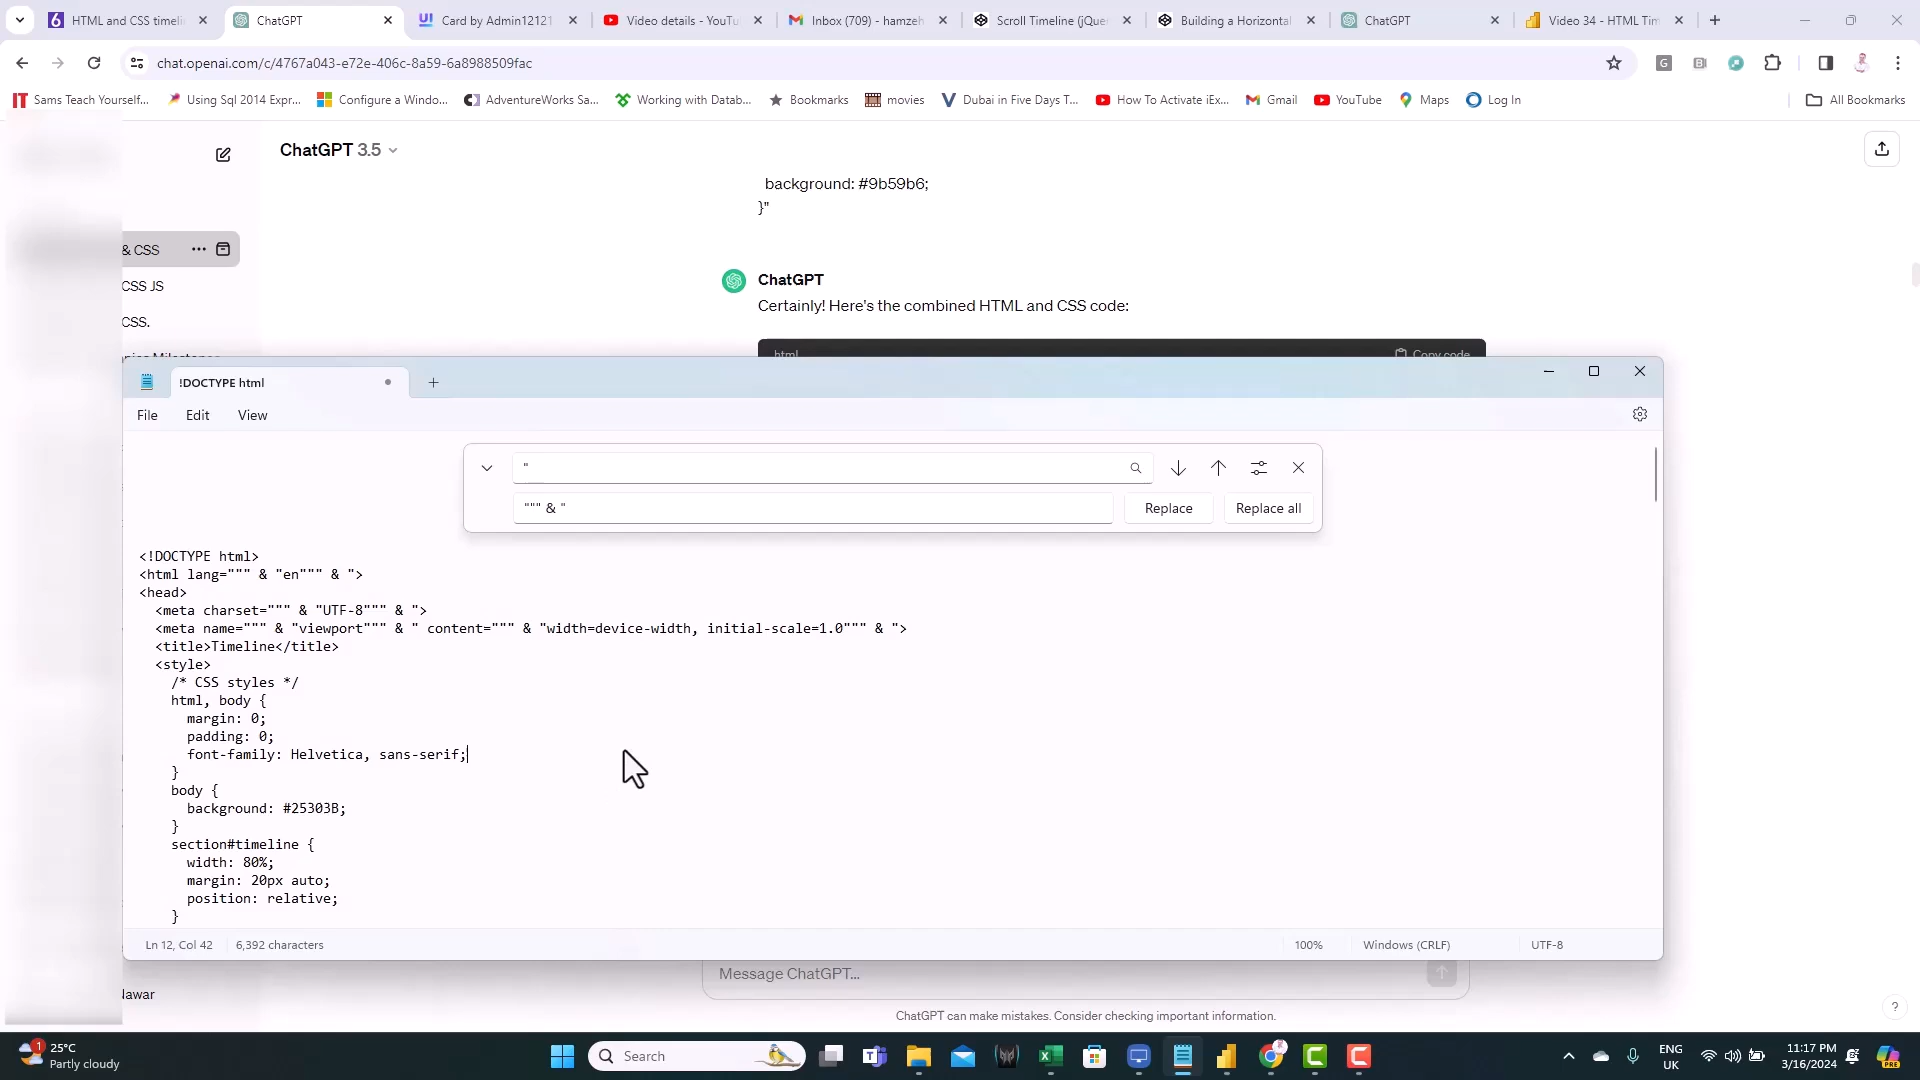 HTML and CSS timeli
ChatGPT
Card by Admin12121
Video details - YouTu
Inbox (709) - hamzeh
Scroll Timeline (jQue
Building a Horizontal
ChatGPT
Video 34 - HTML Tim
chat.openai.com/c/4767a043-e72e-406c-8a59-6a8988509fac
Sams Teach Yourself...
Using Sql 2014 Expr...
Configure a Windo...
AdventureWorks Sa...
Working with Datab...
Bookmarks
movies
Dubai in Five Days T...
How To Activate iEx...
Gmail
YouTube
Maps
Log In
All Bookmarks
ChatGPT 3.5
background: #9b59b6;
}"
& CSS
ChatGPT
CSS JS
Certainly! Here's the combined HTML and CSS code:
CSS.
html
Copy code
!DOCTYPE html
File Edit View
"
""" & "
Replace
Replace all
<!DOCTYPE html>
<html lang=""" & "en""" & ">
<head>
<meta charset=""" & "UTF-8""" & ">
<meta name=""" & "viewport""" & " content=""" & "width=device-width, initial-scale=1.0""" & ">
<title>Timeline</title>
<style>
/* CSS styles */
html, body {
margin: 0;
padding: 0;
font-family: Helvetica, sans-serif;
}
body {
background: #25303B;
}
section#timeline {
width: 80%;
margin: 20px auto;
position: relative;
}
Ln 12, Col 42
6,392 characters
100%
Windows (CRLF)
UTF-8
Message ChatGPT...
ChatGPT can make mistakes. Consider checking important information.
?
25°C
Partly cloudy
Search
ENG
UK
11:17 PM
3/16/2024